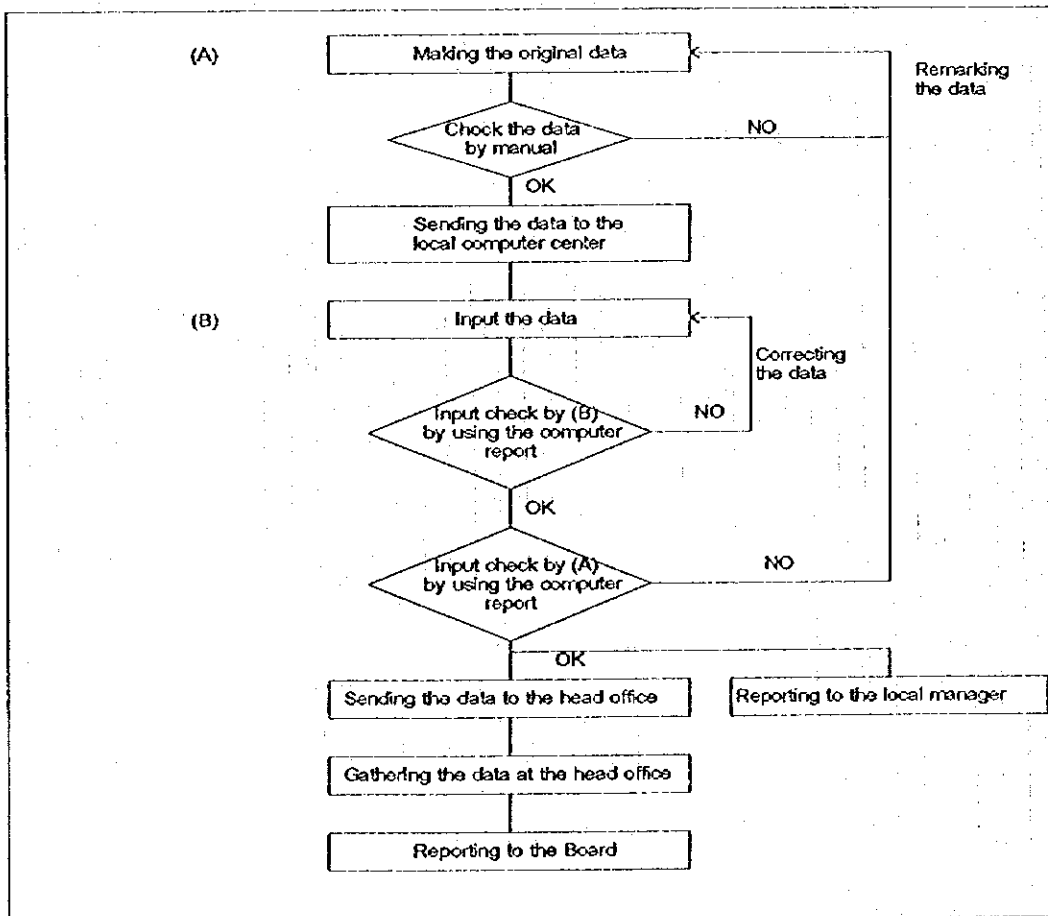 (A)
Making the original data
Remarking
the data
Chock the data
by manual
NO
OK
Sending the data to the
local computer center
(B)
Input the data
Correcting
the data
Input check by (B)
by using the computer
report
NO
OK
Input check by (A)
by using the computer
report
NO
OK
Sending the data to the head office
Reporting to the local manager
Gathering the data at the head office
Reporting to the Board